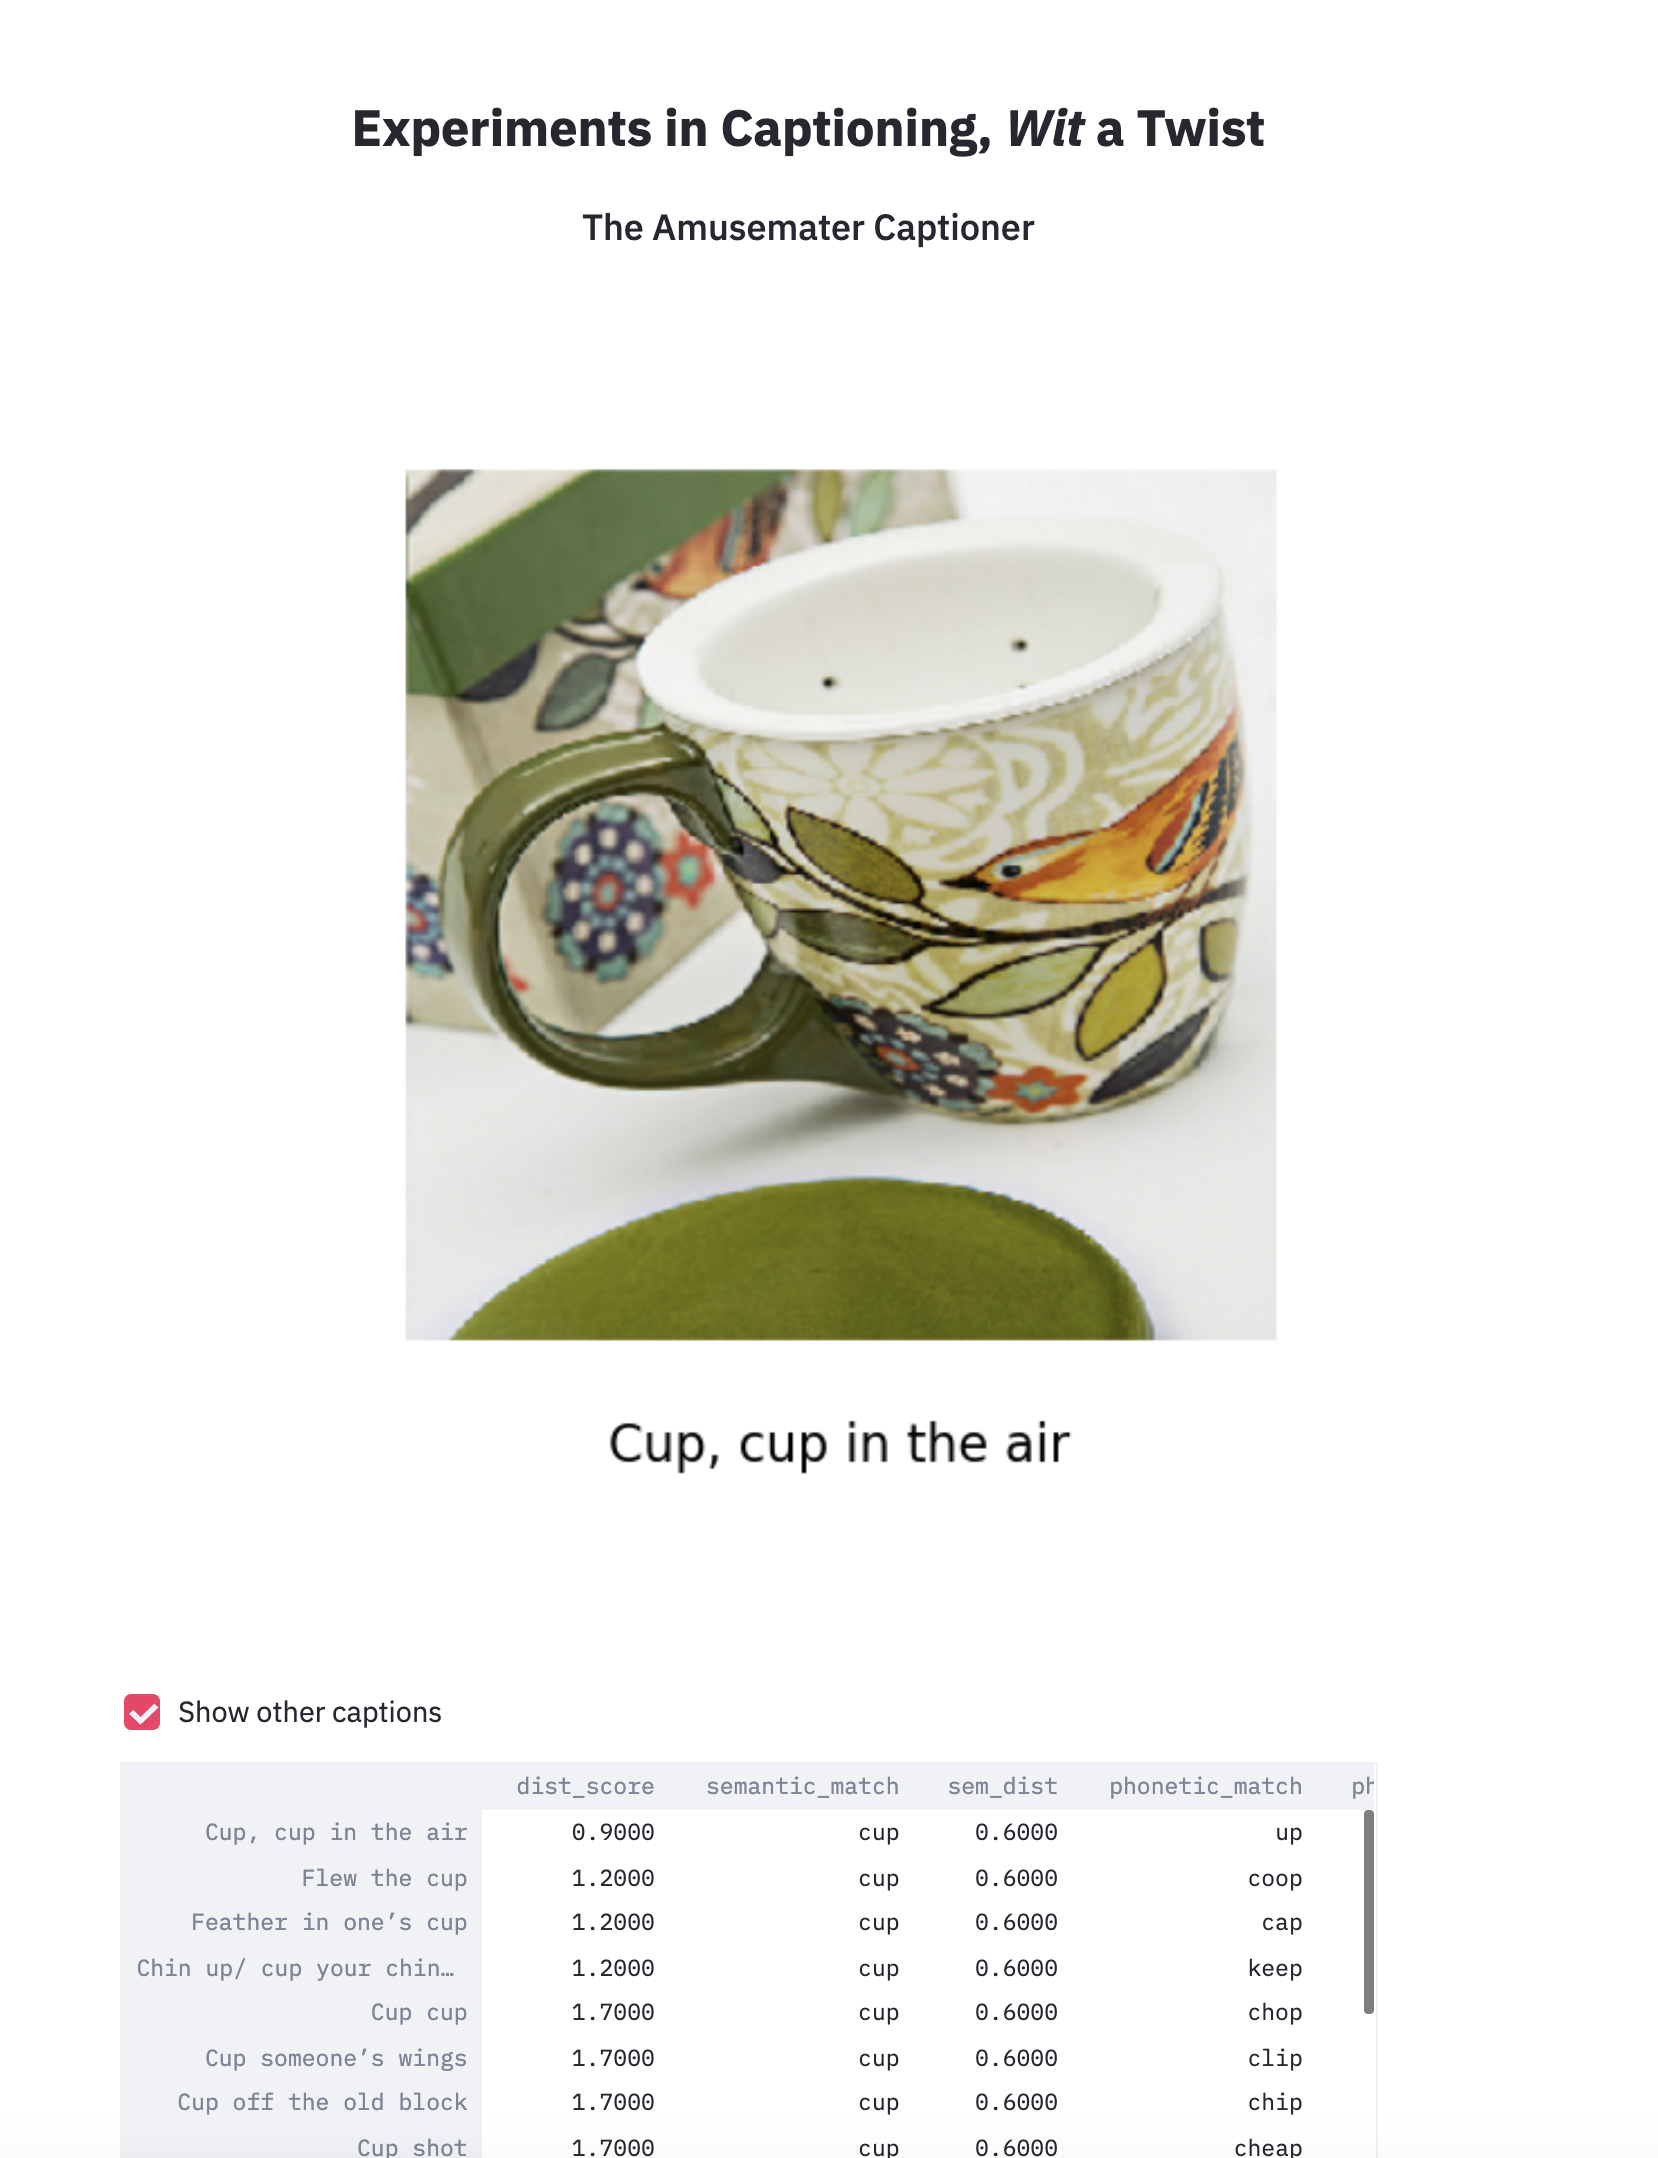 Experiments in Captioning, Wit a Twist
The Amusemater Captioner
Cup, cup in the air
Show other captions
dist_score semantic_match sem_dist phonetic_match ph
Cup, cup in the air 0.9000 cup 0.6000 up
Flew the cup 1.2000 cup 0.6000 coop
Feather in one’s cup 1.2000 cup 0.6000 cap
Chin up/ cup your chin… 1.2000 cup 0.6000 keep
Cup cup 1.7000 cup 0.6000 chop
Cup someone’s wings 1.7000 cup 0.6000 clip
Cup off the old block 1.7000 cup 0.6000 chip
Cup shot 1.7000 cup 0.6000 cheap